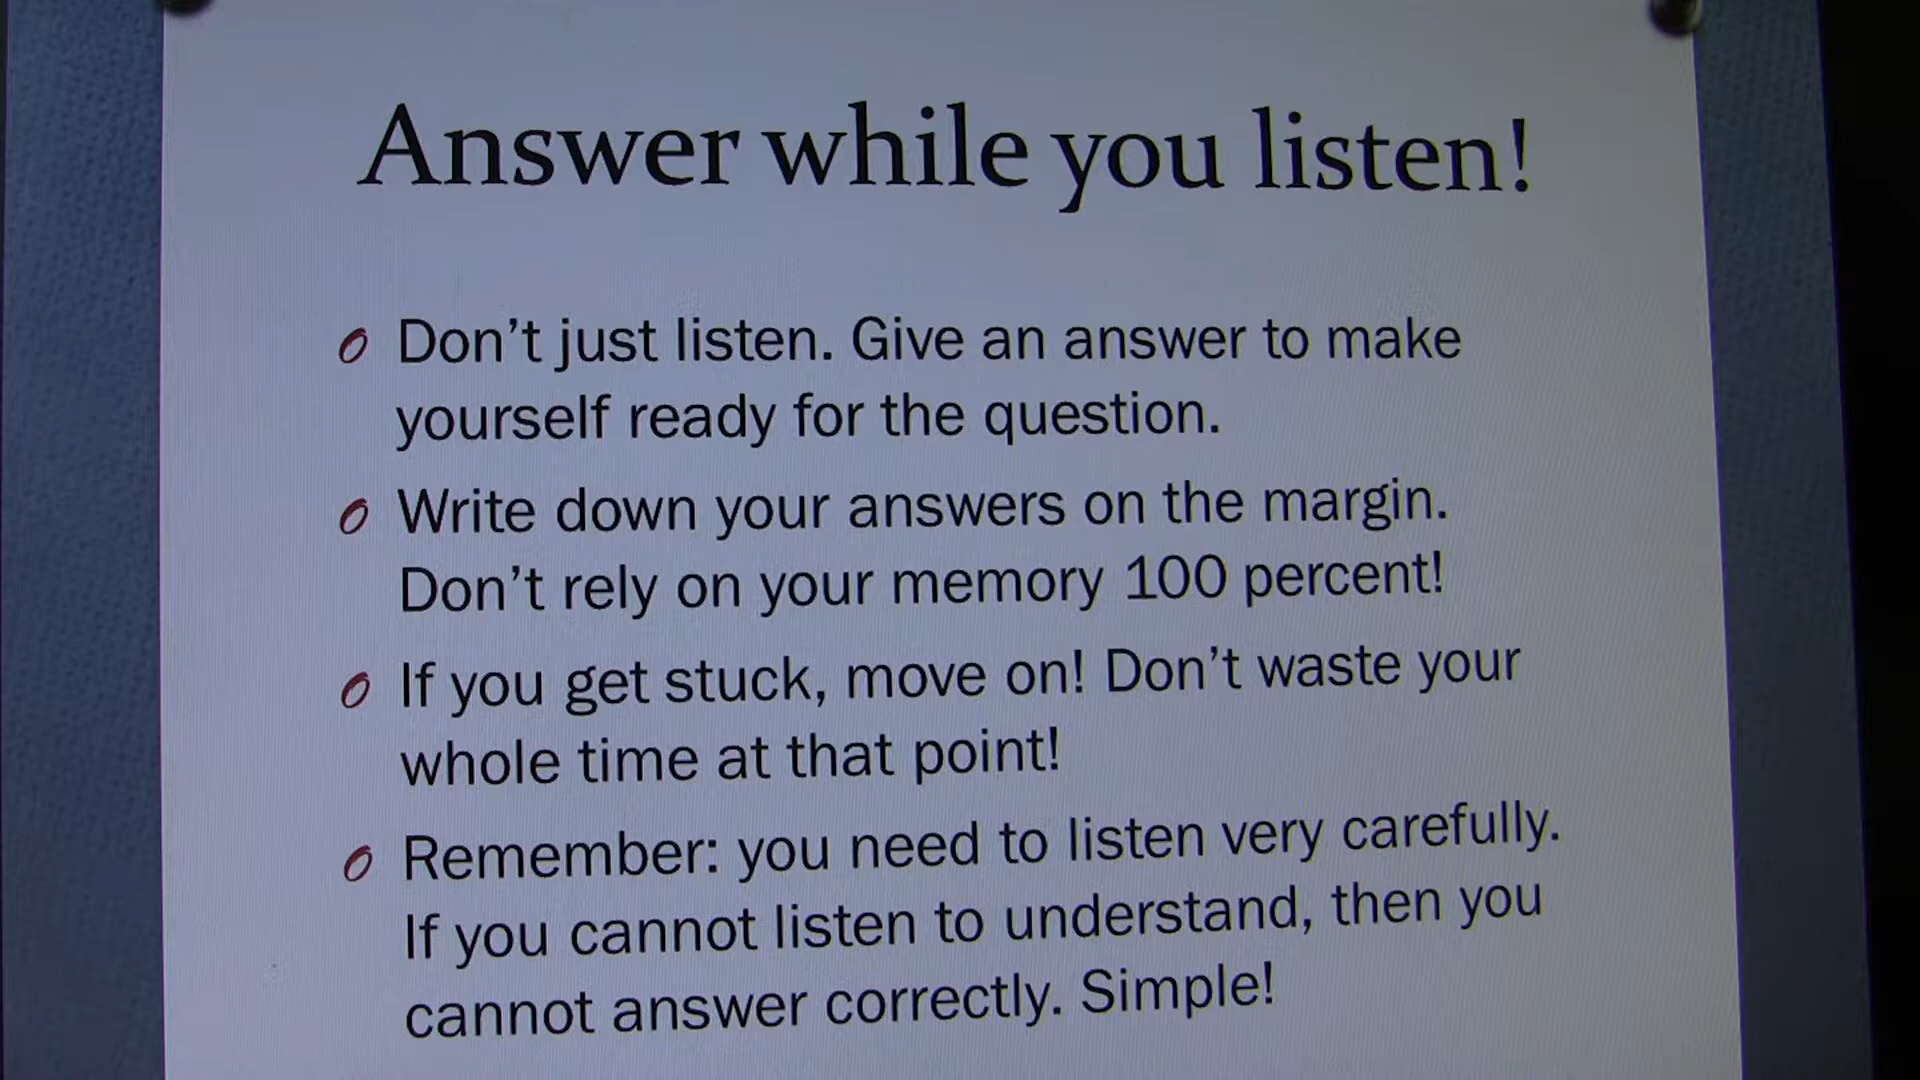 Answer while you listen!
Don't just listen. Give an answer to make
yourself ready for the question.
Write down your answers on the margin.
Don't rely on your memory 100 percent!
If you get stuck, move on! Don't waste your
whole time at that point!
Remember: you need to listen very carefully.
If you cannot listen to understand, then you
cannot answer correctly. Simple!